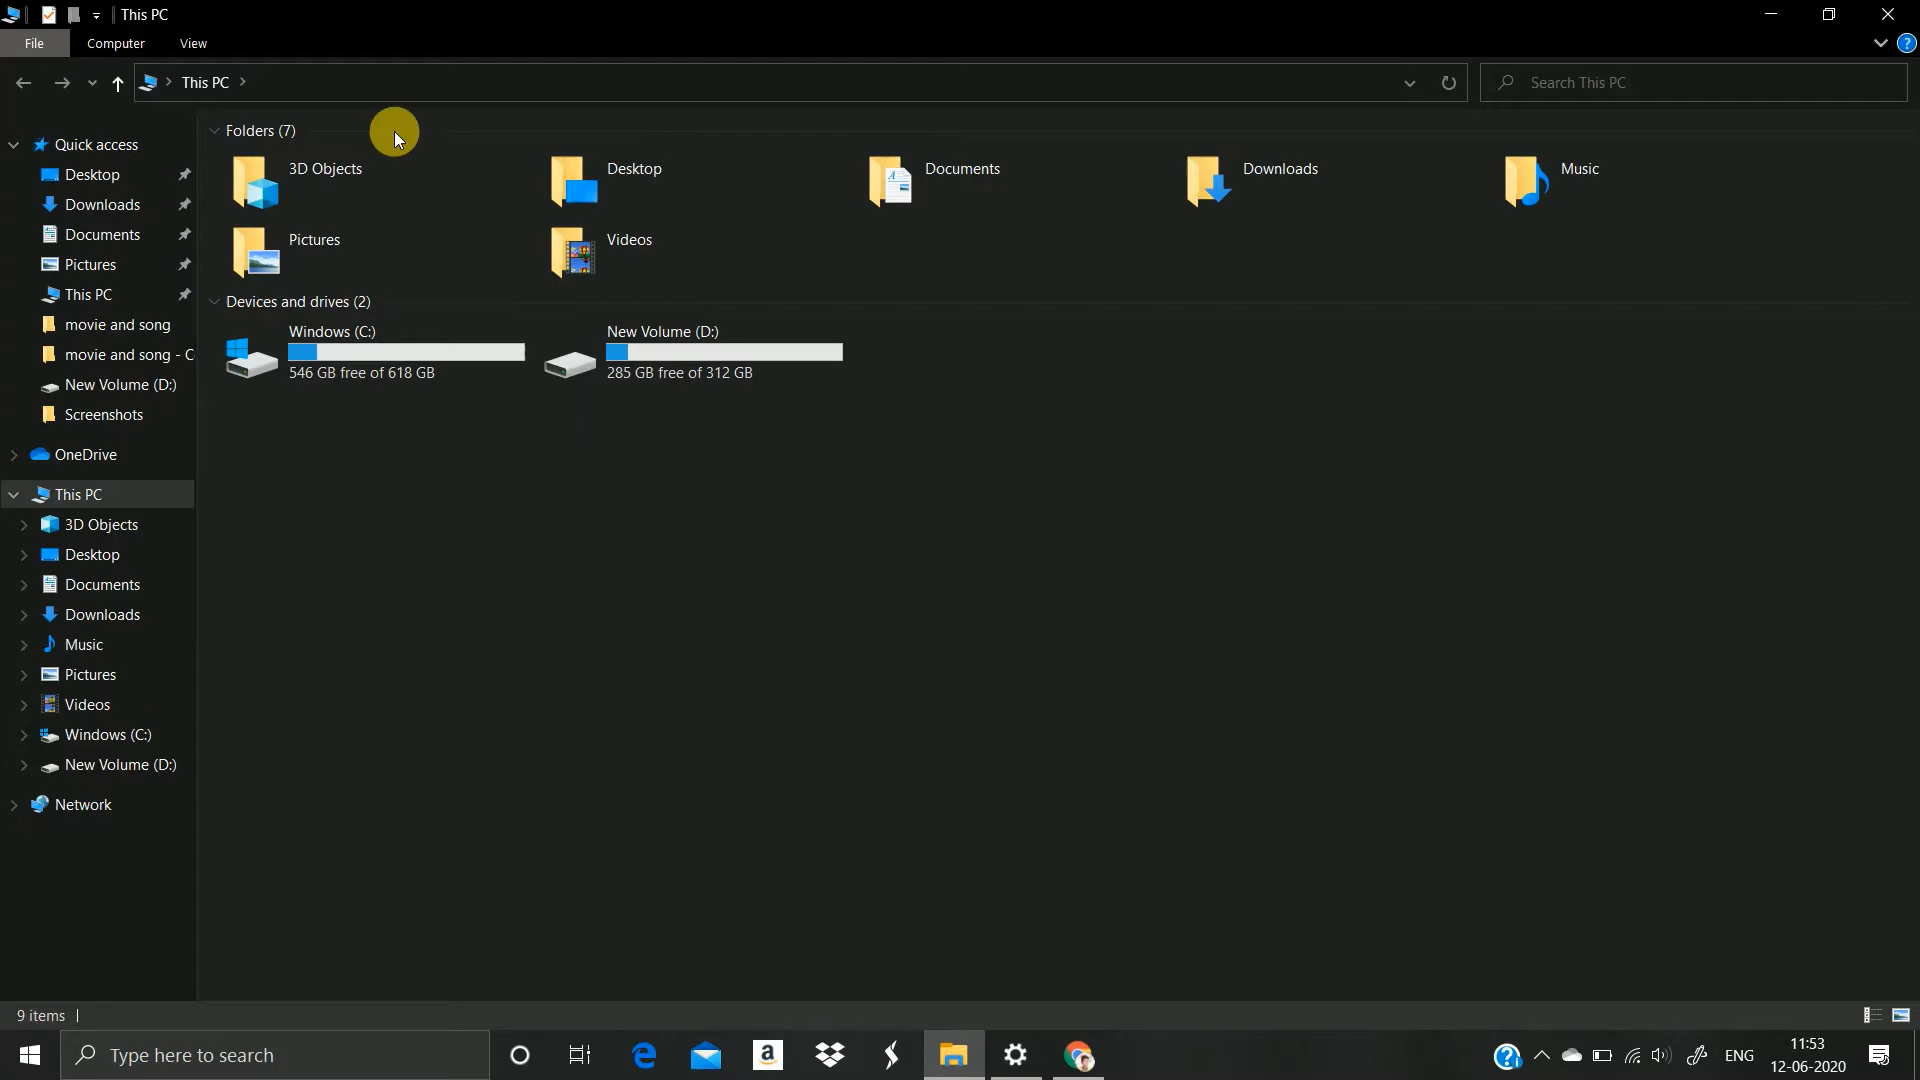 This PC
File Computer View
This PC
Search This PC
Quick access
Desktop
Downloads
Documents
Pictures
This PC
movie and song
movie and song - C
New Volume (D:)
Screenshots
OneDrive
This PC
3D Objects
Desktop
Documents
Downloads
Music
Pictures
Videos
Windows (C:)
New Volume (D:)
Network
Folders (7)
3D Objects
Desktop
Documents
Downloads
Music
Pictures
Videos
Devices and drives (2)
Windows (C:)
546 GB free of 618 GB
New Volume (D:)
285 GB free of 312 GB
9 items
Type here to search
ENG
11:53
12-06-2020